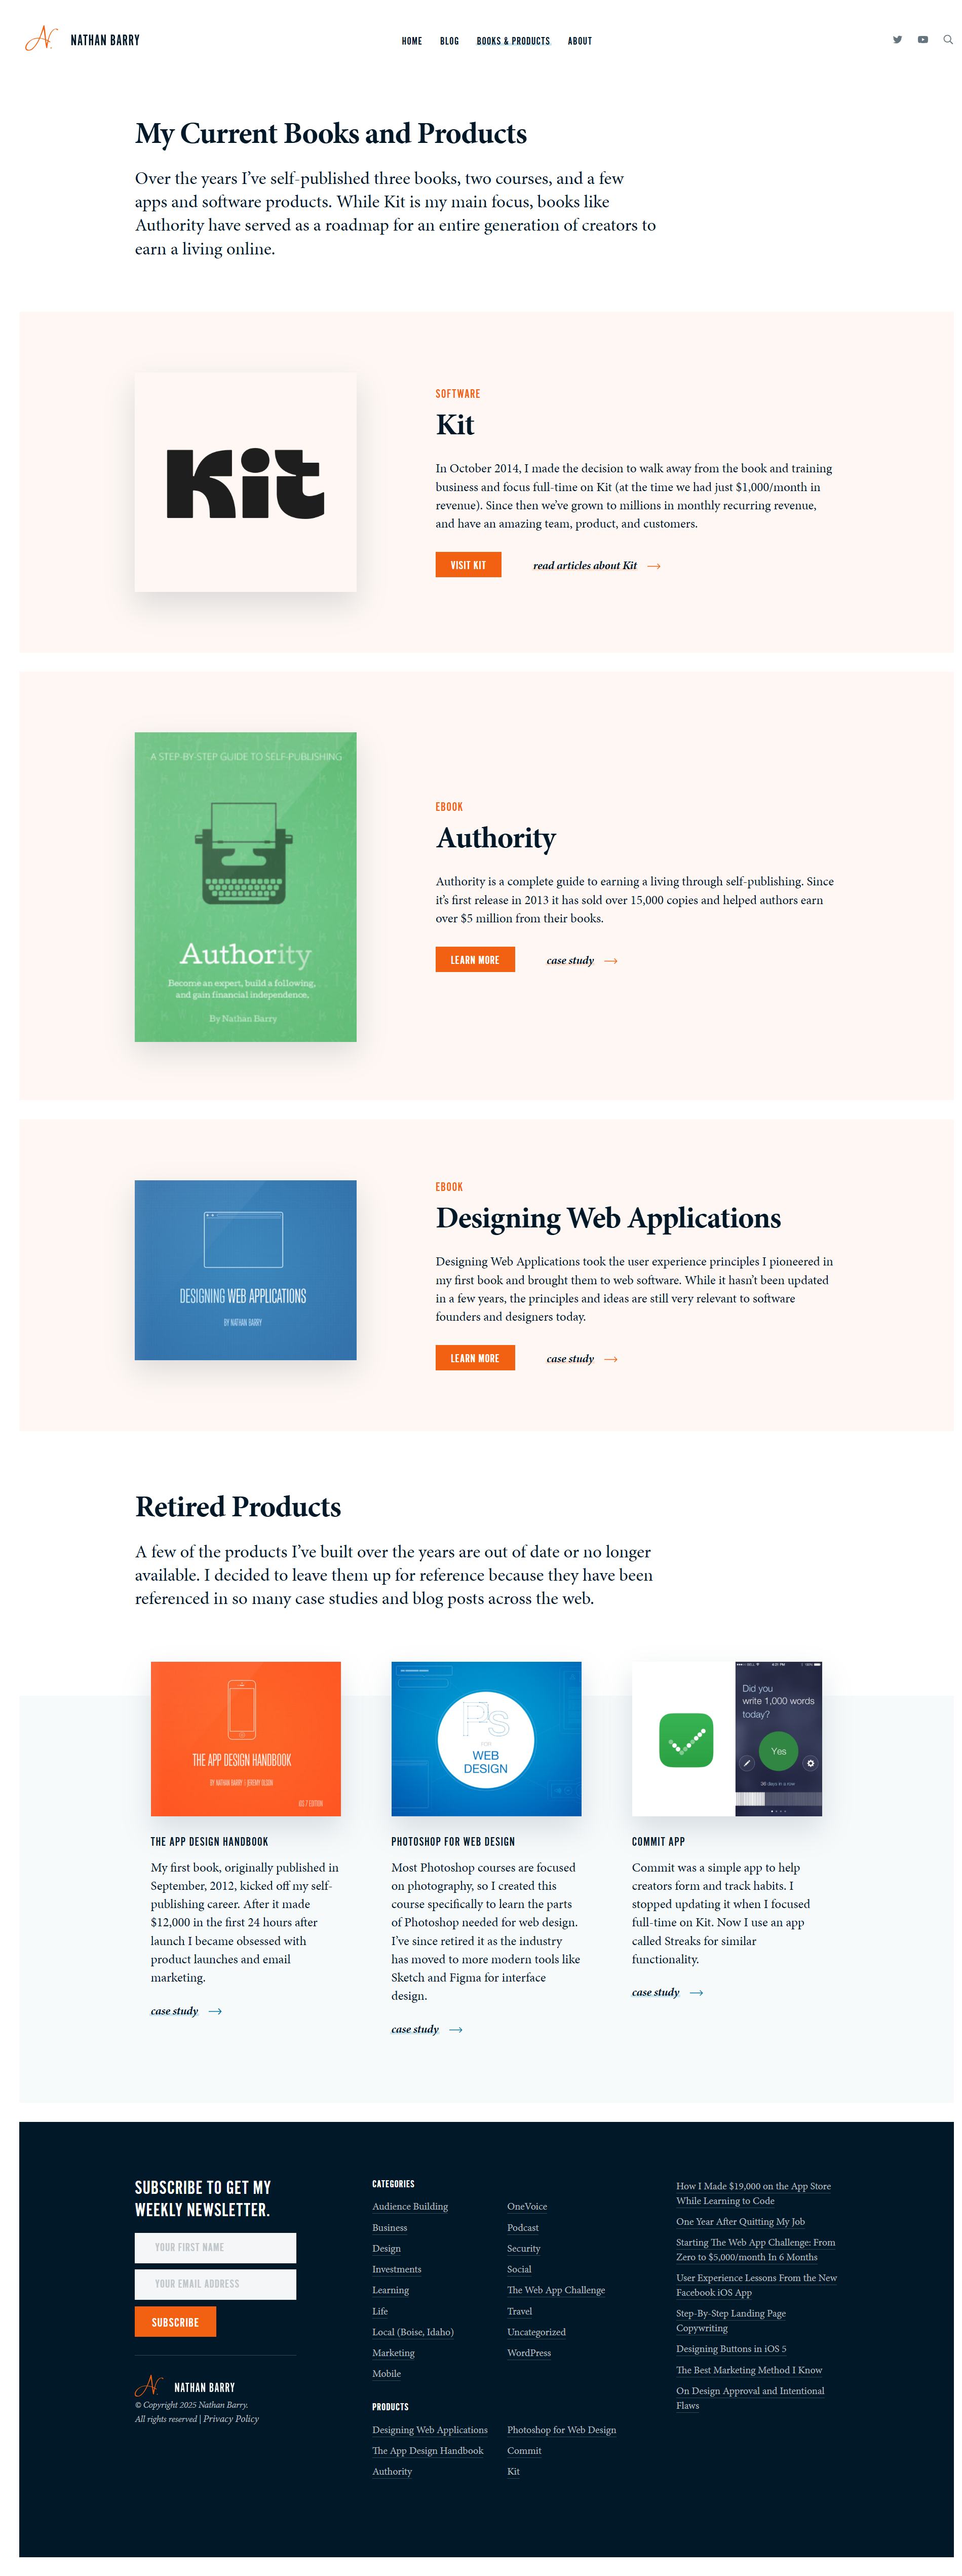 NATHAN BARRY
HOME BLOG BOOKS & PRODUCTS ABOUT
My Current Books and Products
Over the years I’ve self-published three books, two courses, and a few
apps and software products. While Kit is my main focus, books like
Authority have served as a roadmap for an entire generation of creators to
earn a living online.
Kit
SOFTWARE
Kit
In October 2014, I made the decision to walk away from the book and training
business and focus full-time on Kit (at the time we had just $1,000/month in
revenue). Since then we’ve grown to millions in monthly recurring revenue,
and have an amazing team, product, and customers.
VISIT KIT
read articles about Kit
A STEP-BY-STEP GUIDE TO SELF-PUBLISHING
Authority
Become an expert, build a following,
and gain financial independence.
By Nathan Barry
EBOOK
Authority
Authority is a complete guide to earning a living through self-publishing. Since
it’s first release in 2013 it has sold over 15,000 copies and helped authors earn
over $5 million from their books.
LEARN MORE
case study
DESIGNING WEB APPLICATIONS
BY NATHAN BARRY
EBOOK
Designing Web Applications
Designing Web Applications took the user experience principles I pioneered in
my first book and brought them to web software. While it hasn’t been updated
in a few years, the principles and ideas are still very relevant to software
founders and designers today.
LEARN MORE
case study
Retired Products
A few of the products I’ve built over the years are out of date or no longer
available. I decided to leave them up for reference because they have been
referenced in so many case studies and blog posts across the web.
THE APP DESIGN HANDBOOK
BY NATHAN BARRY | JEREMY OLSON
iOS 7 EDITION
THE APP DESIGN HANDBOOK
My first book, originally published in
September, 2012, kicked off my self-
publishing career. After it made
$12,000 in the first 24 hours after
launch I became obsessed with
product launches and email
marketing.
case study
PS
FOR
WEB
DESIGN
PHOTOSHOP FOR WEB DESIGN
Most Photoshop courses are focused
on photography, so I created this
course specifically to learn the parts
of Photoshop needed for web design.
I’ve since retired it as the industry
has moved to more modern tools like
Sketch and Figma for interface
design.
case study
Did you
write 1,000 words
today?
Yes
COMMIT APP
Commit was a simple app to help
creators form and track habits. I
stopped updating it when I focused
full-time on Kit. Now I use an app
called Streaks for similar
functionality.
case study
SUBSCRIBE TO GET MY
WEEKLY NEWSLETTER.
YOUR FIRST NAME
YOUR EMAIL ADDRESS
SUBSCRIBE
NATHAN BARRY
© Copyright 2025 Nathan Barry.
All rights reserved | Privacy Policy
CATEGORIES
Audience Building
Business
Design
Investments
Learning
Life
Local (Boise, Idaho)
Marketing
Mobile
OneVoice
Podcast
Security
Social
The Web App Challenge
Travel
Uncategorized
WordPress
PRODUCTS
Designing Web Applications
The App Design Handbook
Authority
Photoshop for Web Design
Commit
Kit
How I Made $19,000 on the App Store
While Learning to Code
One Year After Quitting My Job
Starting The Web App Challenge: From
Zero to $5,000/month In 6 Months
User Experience Lessons From the New
Facebook iOS App
Step-By-Step Landing Page
Copywriting
Designing Buttons in iOS 5
The Best Marketing Method I Know
On Design Approval and Intentional
Flaws